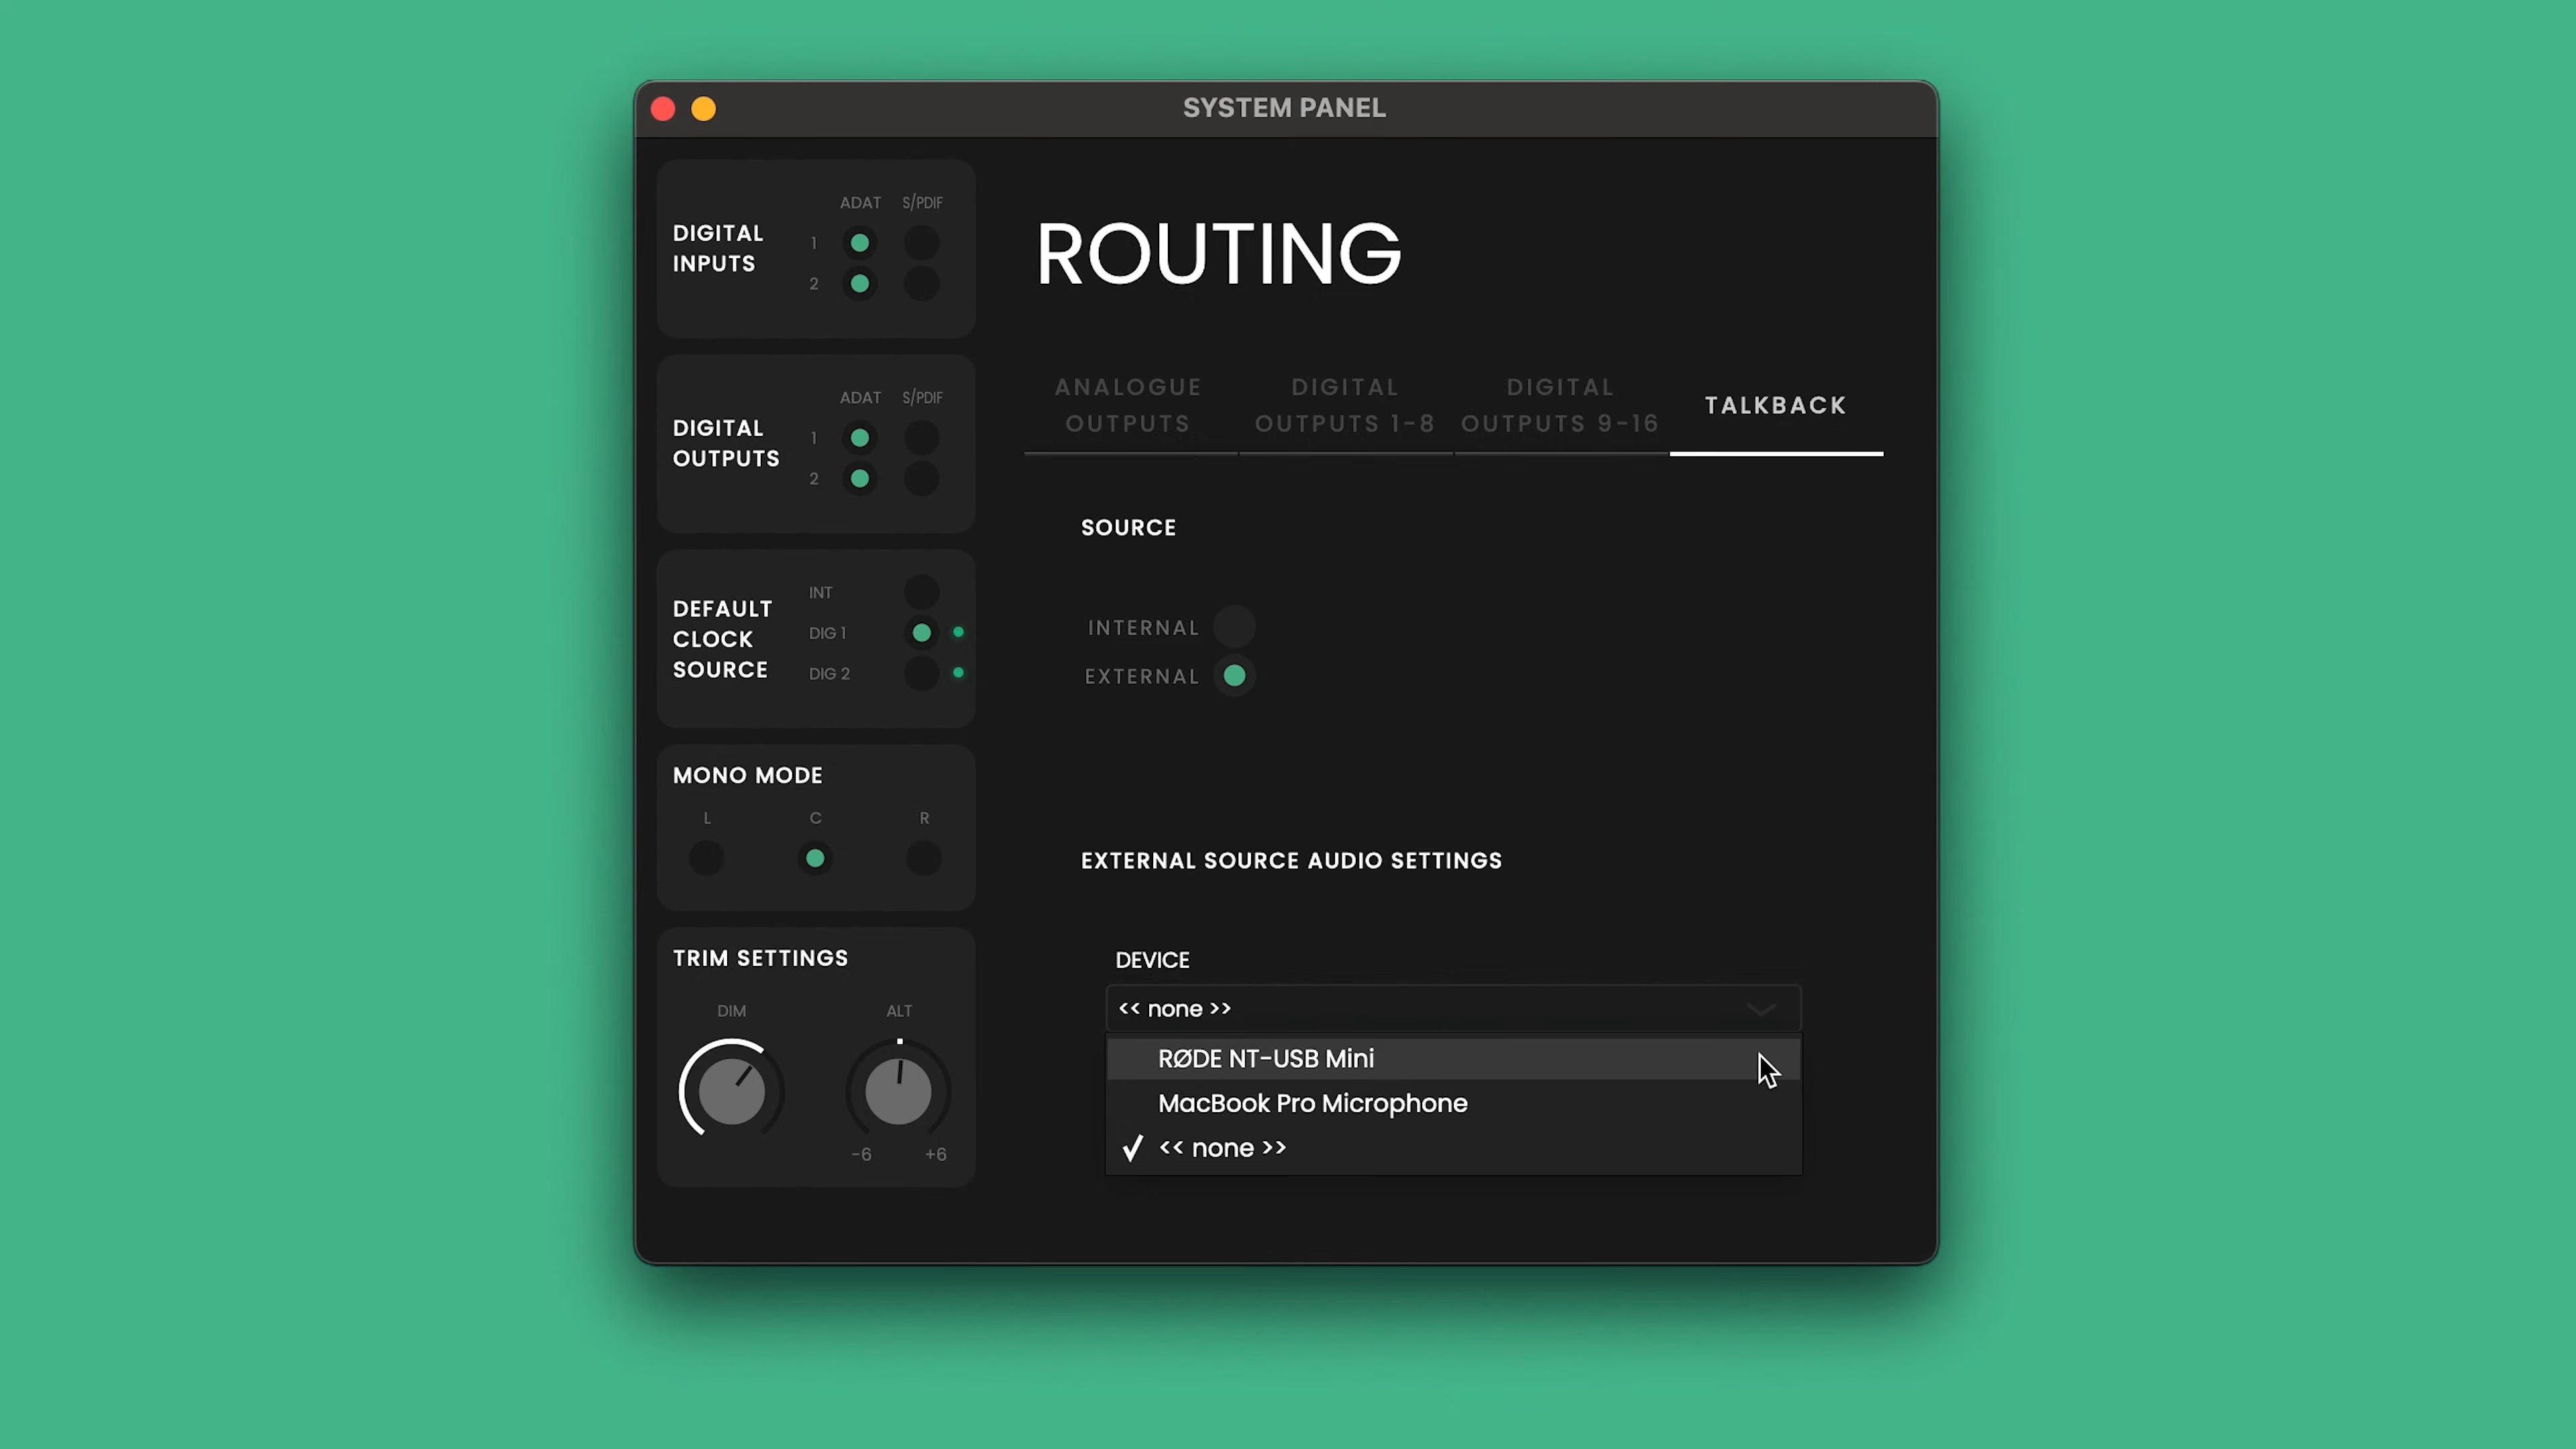 SYSTEM PANEL
ADAT S/PDIF
DIGITAL
INPUTS
1
2
ADAT S/PDIF
DIGITAL
OUTPUTS
1
2
DEFAULT
CLOCK
SOURCE
INT
DIG 1
DIG 2
MONO MODE
L C R
TRIM SETTINGS
DIM ALT
-6 +6
ROUTING
ANALOGUE
OUTPUTS
DIGITAL
OUTPUTS 1-8
DIGITAL
OUTPUTS 9-16
TALKBACK
SOURCE
INTERNAL
EXTERNAL
EXTERNAL SOURCE AUDIO SETTINGS
DEVICE
<< none >>
RØDE NT-USB Mini
MacBook Pro Microphone
✓ << none >>